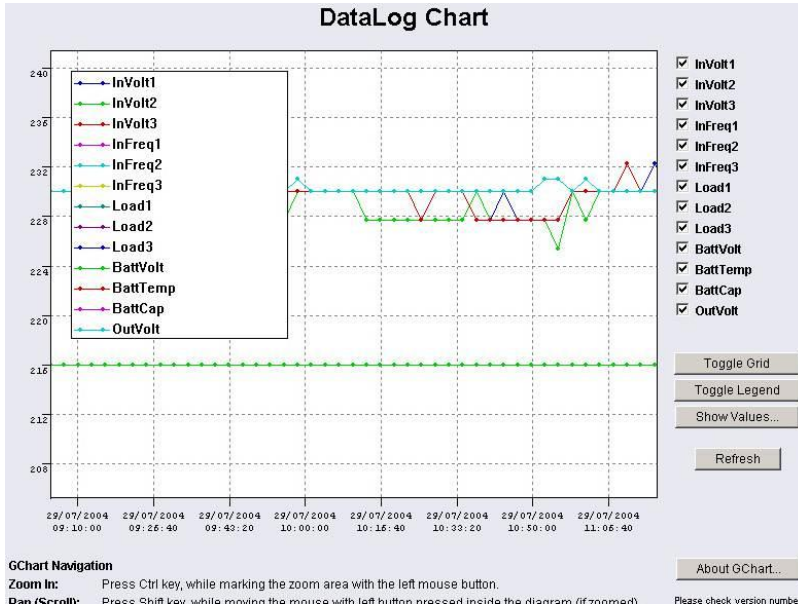 DataLog Chart
240
236
232
228
224
220
216
212
208
InVolt1
InVolt2
InVolt3
InFreq1
InFreq2
InFreq3
Load1
Load2
Load3
BattVolt
BattTemp
BattCap
OutVolt
29/07/2004 29/07/2004 29/07/2004 29/07/2004 29/07/2004 29/07/2004 29/07/2004 29/07/2004
09:10:00 09:26:40 09:43:20 10:00:00 10:16:40 10:33:20 10:50:00 11:06:40
InVolt1
InVolt2
InVolt3
InFreq1
InFreq2
InFreq3
Load1
Load2
Load3
BattVolt
BattTemp
BattCap
OutVolt
Toggle Grid
Toggle Legend
Show Values...
Refresh
About GChart...
GChart Navigation
Zoom In: Press Ctrl key, while marking the zoom area with the left mouse button.
Pan (Scroll): Press Shift key, while moving the mouse with left button pressed inside the diagram (if zoomed)
Please check version numbe